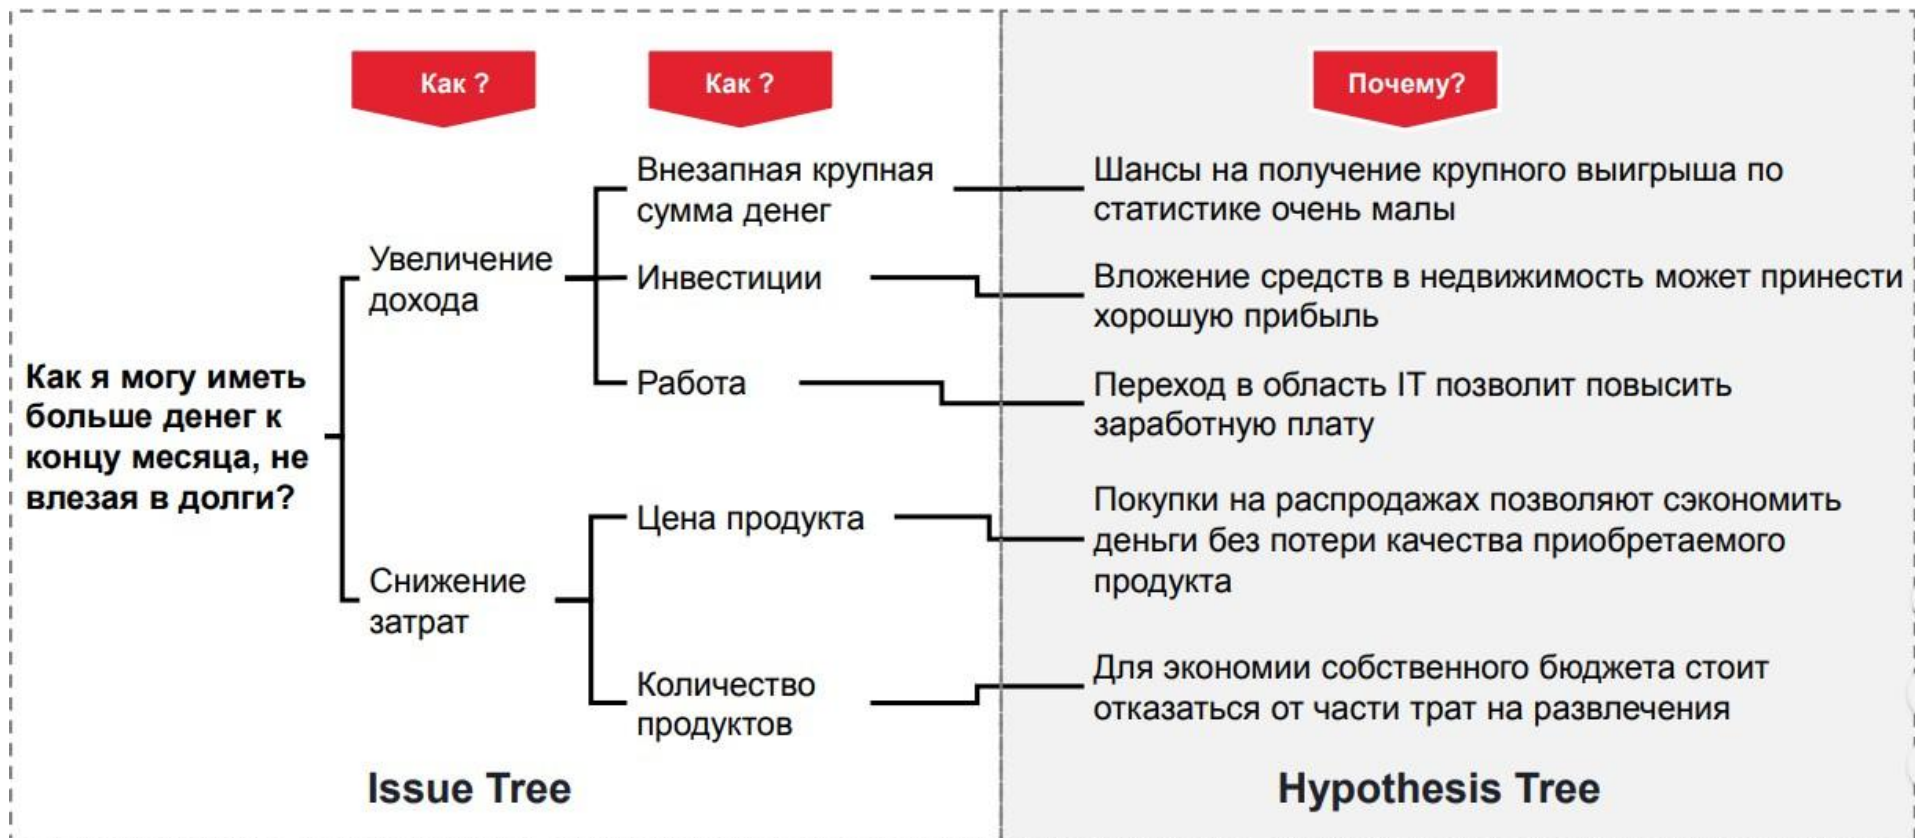 Как ?
Как ?
Почему?
Внезапная крупная
сумма денег
Шансы на получение крупного выигрыша по
статистике очень малы
Увеличение
дохода
Инвестиции
Вложение средств в недвижимость может принести
хорошую прибыль
Работа
Переход в область IT позволит повысить
заработную плату
Как я могу иметь
больше денег к
концу месяца, не
влезая в долги?
Цена продукта
Покупки на распродажах позволяют сэкономить
деньги без потери качества приобретаемого
продукта
Снижение
затрат
Количество
продуктов
Для экономии собственного бюджета стоит
отказаться от части трат на развлечения
Issue Tree
Hypothesis Tree